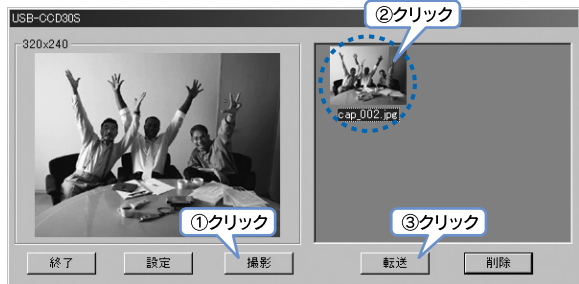 USB-CCD30S
②クリック
320x240
cap_002.jpg
①クリック
③クリック
終了
設定
撮影
転送
削除